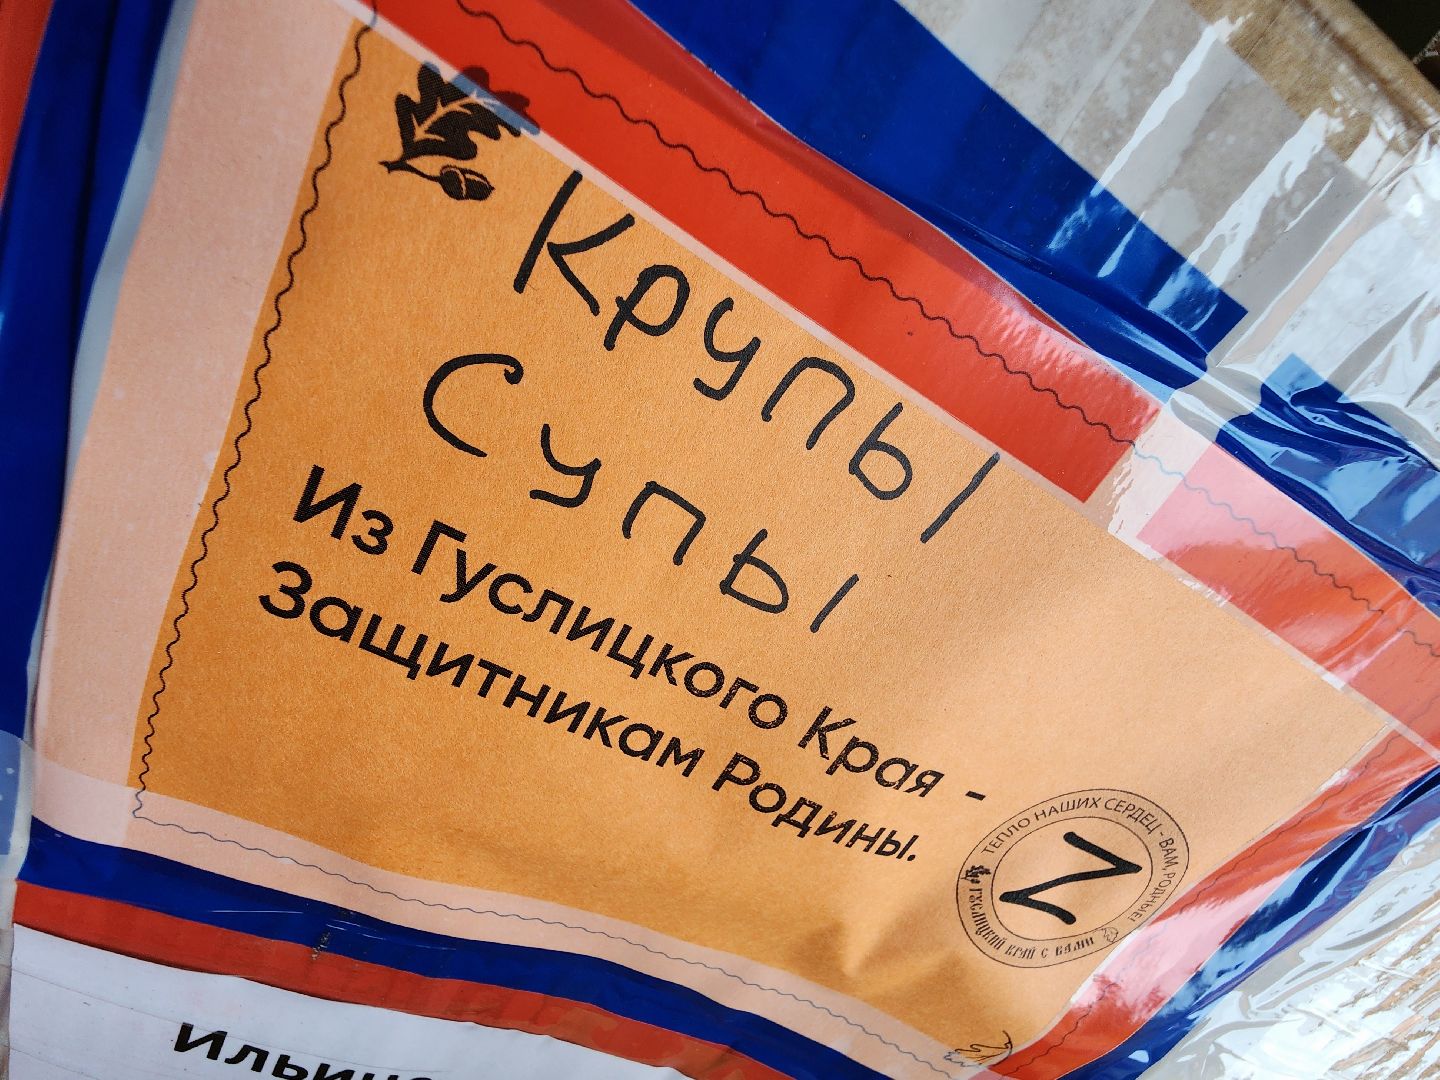 Крупы
Супы
Из Гуслицкого Края -
Защитникам Родины.
ТЕПЛО НАШИХ СЕРДЕЦ - ВАМ, РОДНЫЕ!
Z
ГУСЛИЦКИЙ КРАЙ С ВАМИ